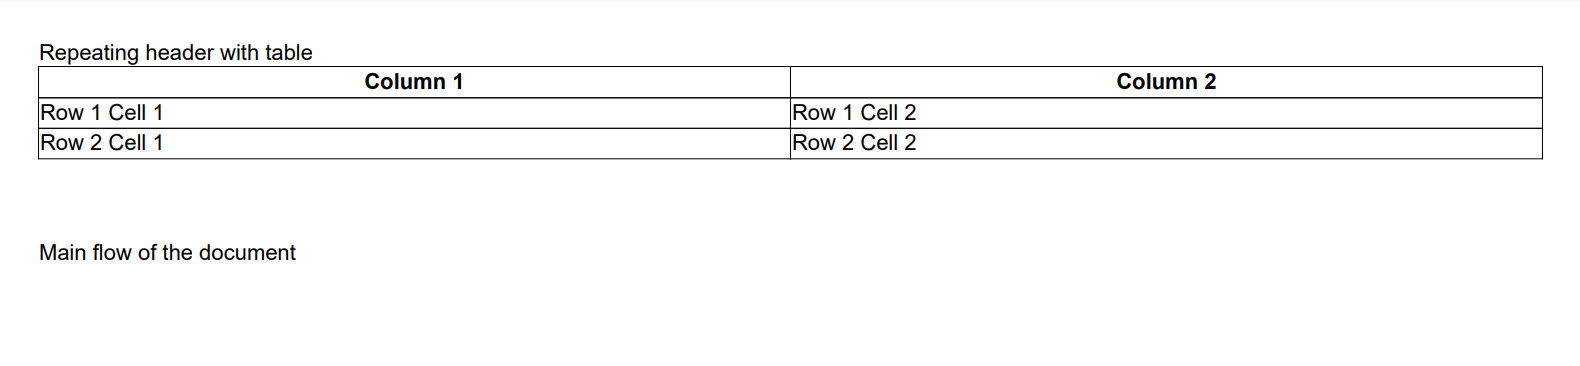 Repeating header with table
Column 1 Column 2
Row 1 Cell 1 Row 1 Cell 2
Row 2 Cell 1 Row 2 Cell 2
Main flow of the document